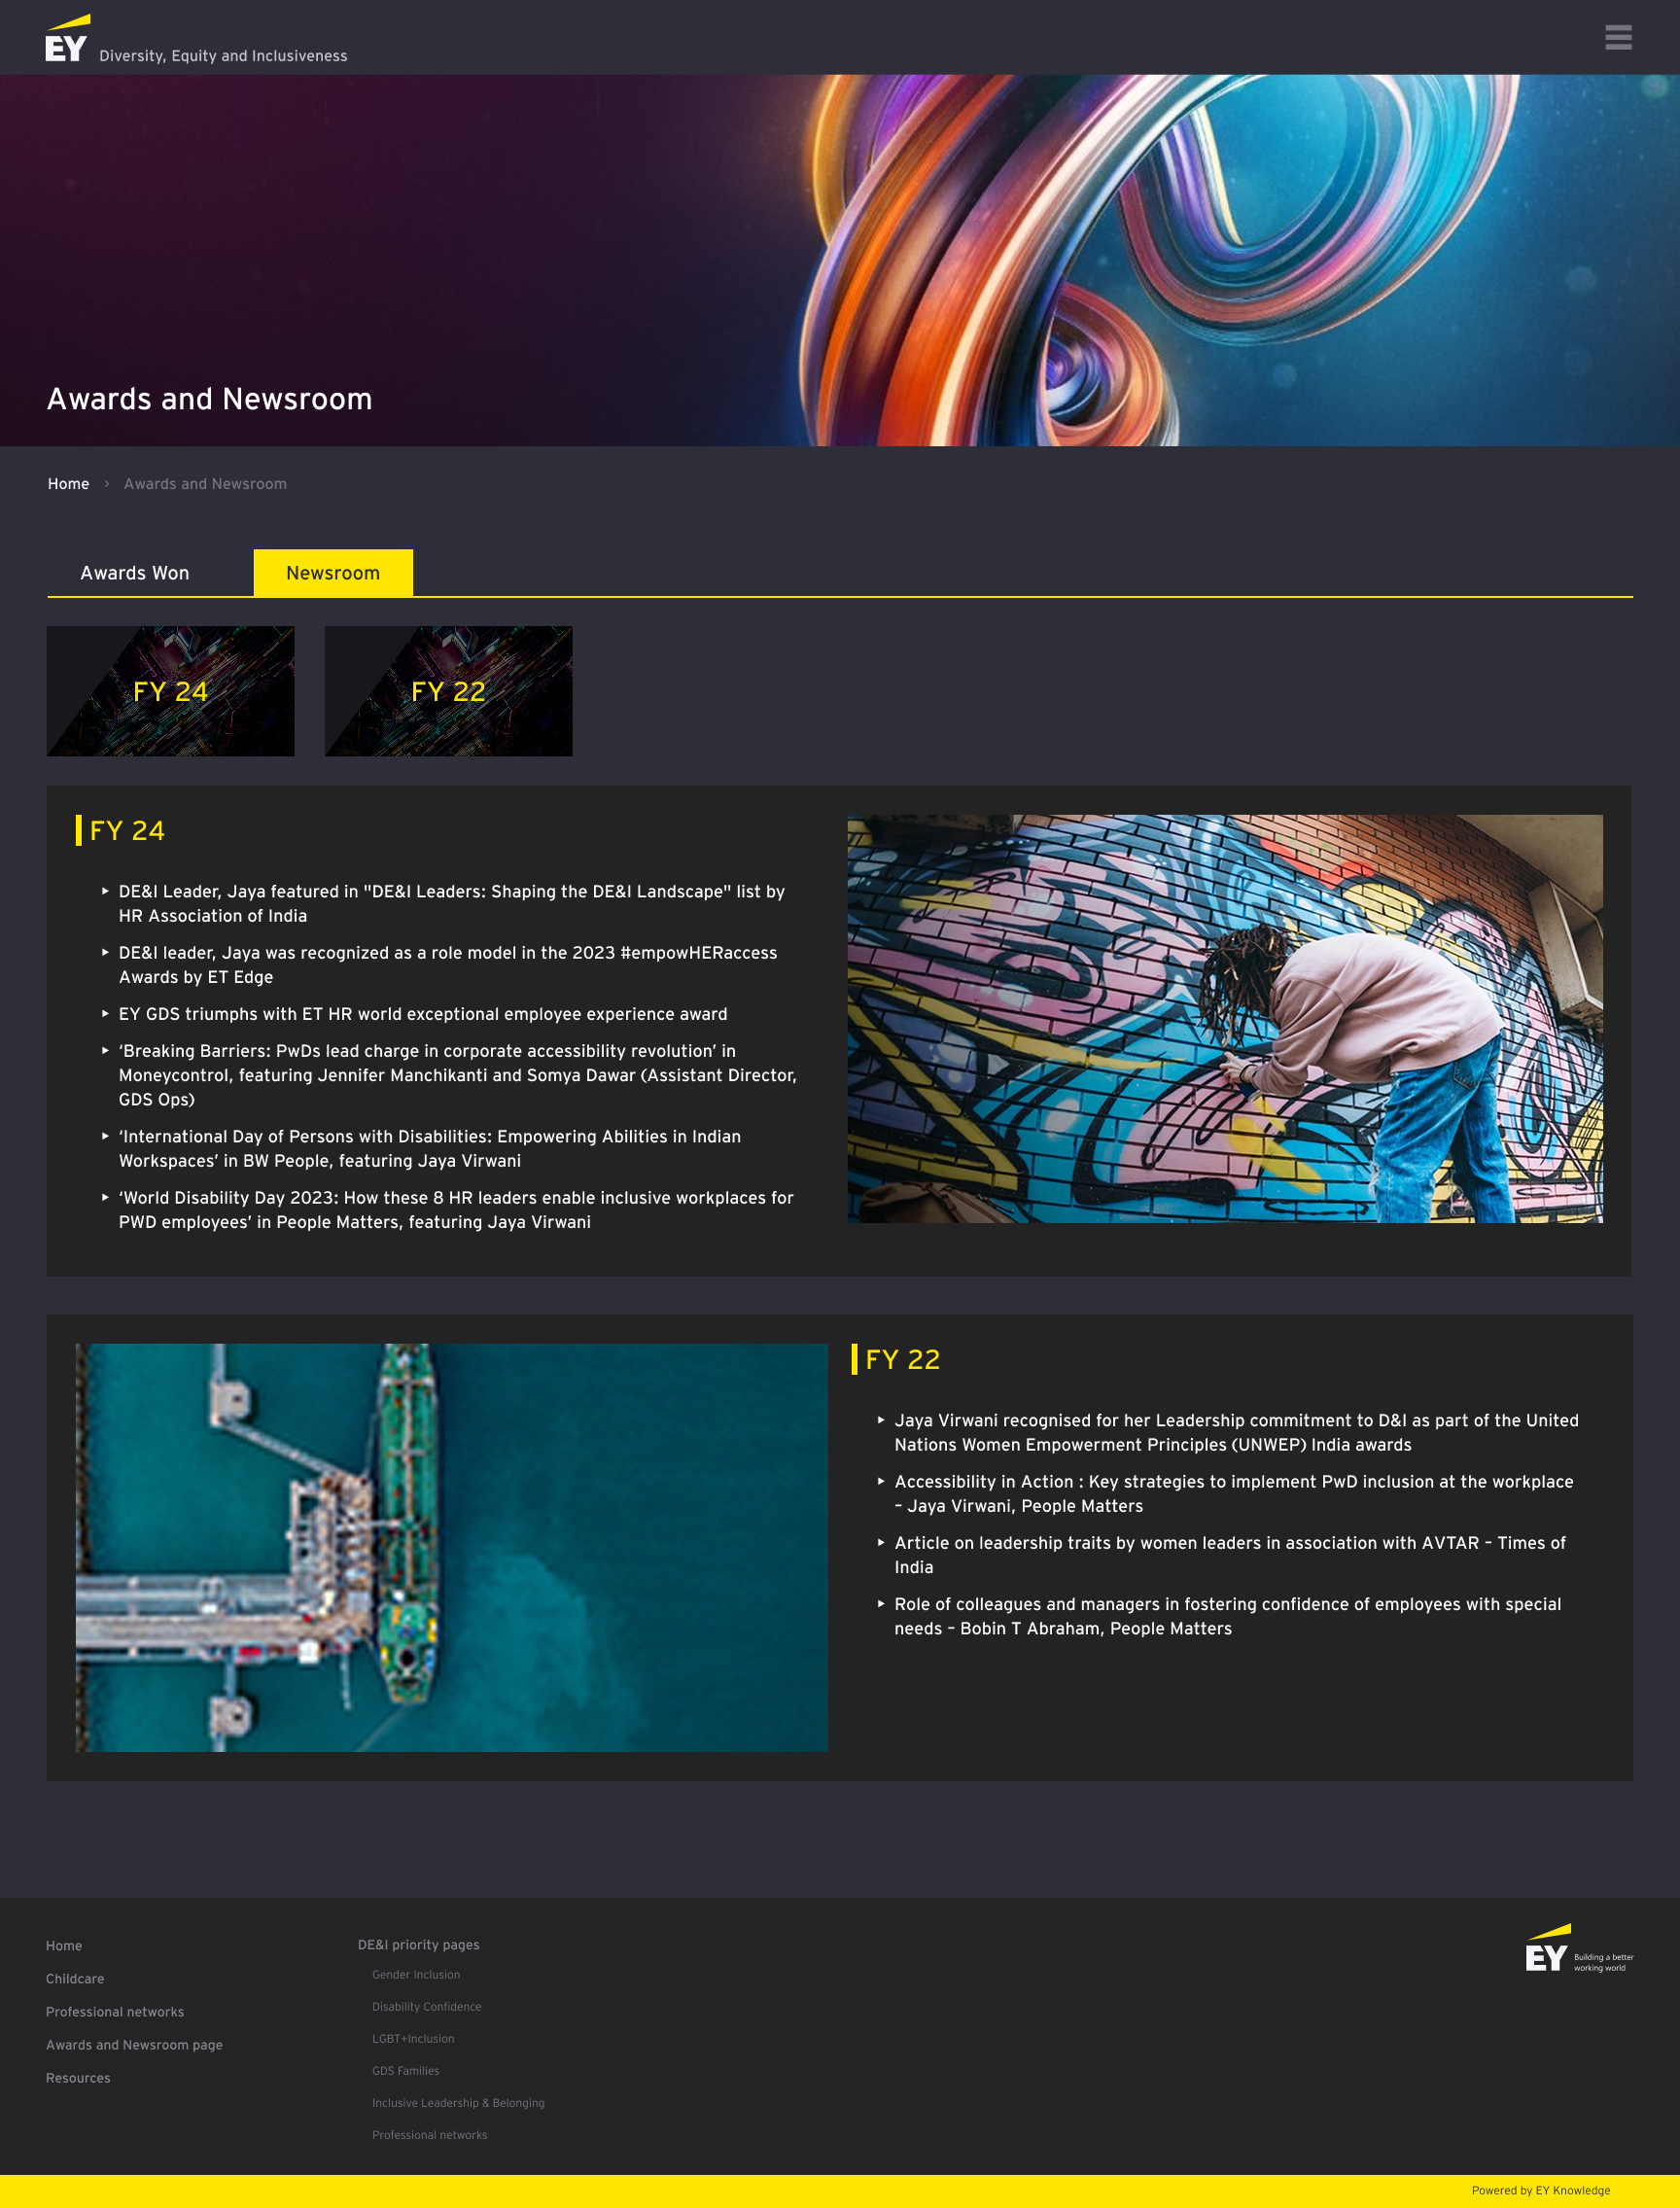 EY Diversity, Equity and Inclusiveness
Awards and Newsroom
Home › Awards and Newsroom
Awards Won
Newsroom
FY 24
FY 22
FY 24
‣ DE&I Leader, Jaya featured in "DE&I Leaders: Shaping the DE&I Landscape" list by
HR Association of India
‣ DE&I leader, Jaya was recognized as a role model in the 2023 #empowHERaccess
Awards by ET Edge
‣ EY GDS triumphs with ET HR world exceptional employee experience award
‣ ‘Breaking Barriers: PwDs lead charge in corporate accessibility revolution’ in
Moneycontrol, featuring Jennifer Manchikanti and Somya Dawar (Assistant Director,
GDS Ops)
‣ ‘International Day of Persons with Disabilities: Empowering Abilities in Indian
Workspaces’ in BW People, featuring Jaya Virwani
‣ ‘World Disability Day 2023: How these 8 HR leaders enable inclusive workplaces for
PWD employees’ in People Matters, featuring Jaya Virwani
FY 22
‣ Jaya Virwani recognised for her Leadership commitment to D&I as part of the United
Nations Women Empowerment Principles (UNWEP) India awards
‣ Accessibility in Action : Key strategies to implement PwD inclusion at the workplace
– Jaya Virwani, People Matters
‣ Article on leadership traits by women leaders in association with AVTAR – Times of
India
‣ Role of colleagues and managers in fostering confidence of employees with special
needs – Bobin T Abraham, People Matters
Home
Childcare
Professional networks
Awards and Newsroom page
Resources
DE&I priority pages
Gender Inclusion
Disability Confidence
LGBT+Inclusion
GDS Families
Inclusive Leadership & Belonging
Professional networks
EY Building a better
working world
Powered by EY Knowledge